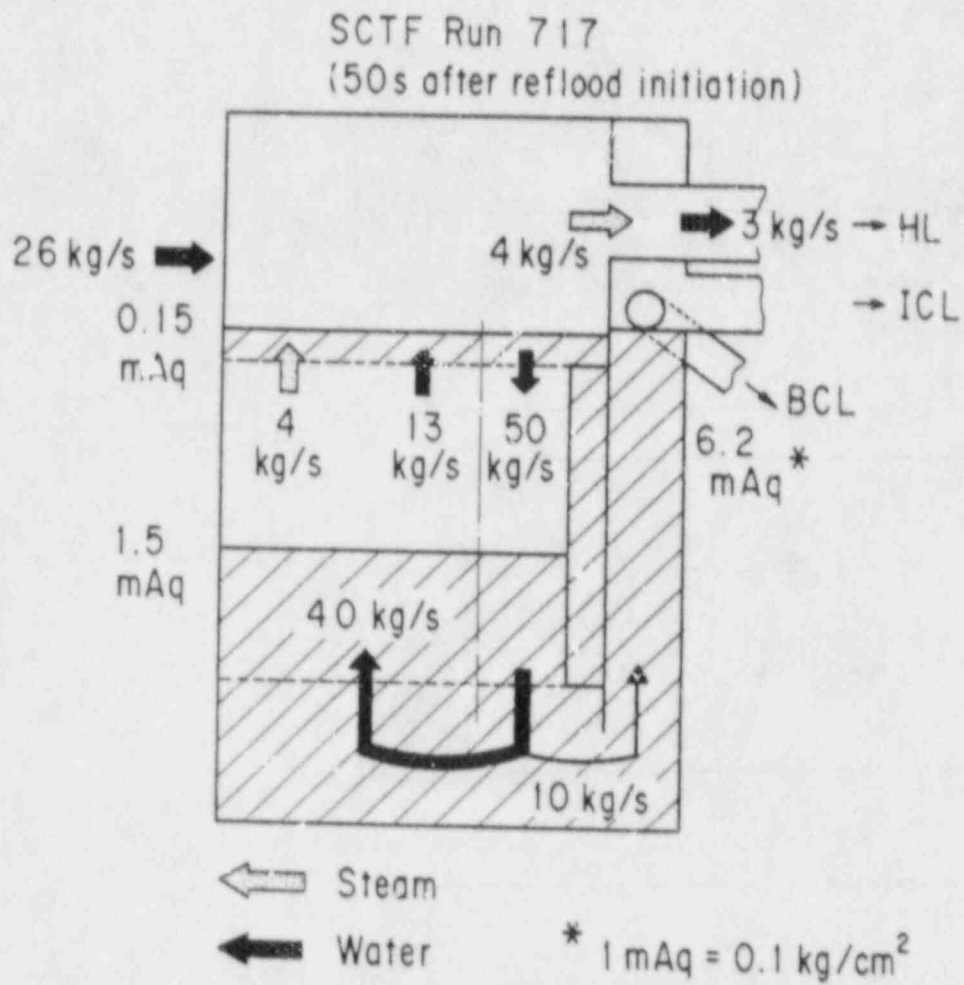 SCTF Run 717
(50s after reflood initiation)
26 kg/s
4 kg/s
3 kg/s → HL
→ ICL
BCL
0.15
mAq
4
kg/s
13
kg/s
50
kg/s
6.2
mAq *
1.5
mAq
40 kg/s
10 kg/s
Steam
Water
* 1 mAq = 0.1 kg/cm²